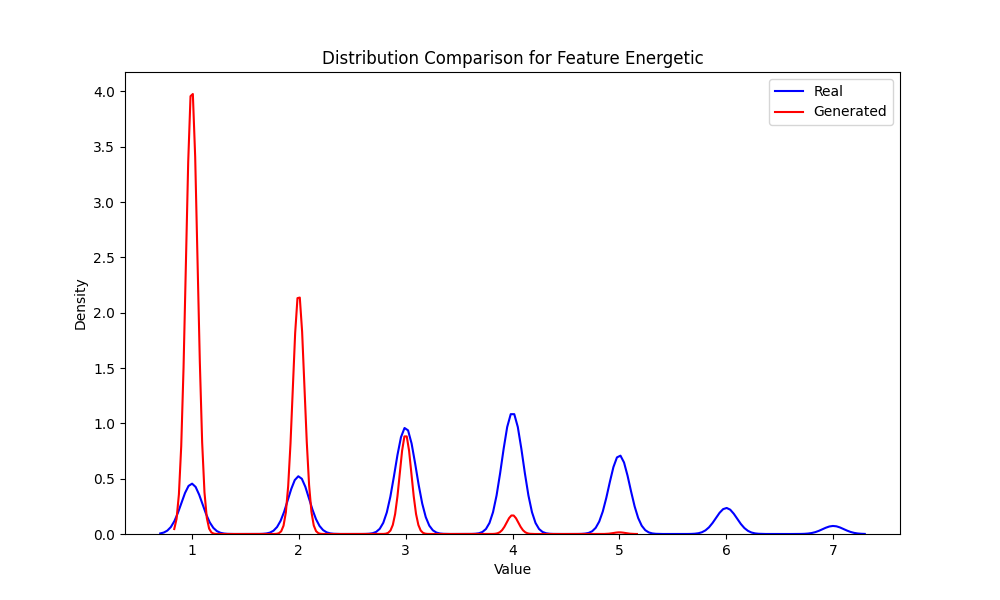 Distribution Comparison for Feature Energetic
Real
Generated
4.0
3.5
3.0
2.5
2.0
1.5
1.0
0.5
0.0
Density
1 2 3 4 5 6 7
Value